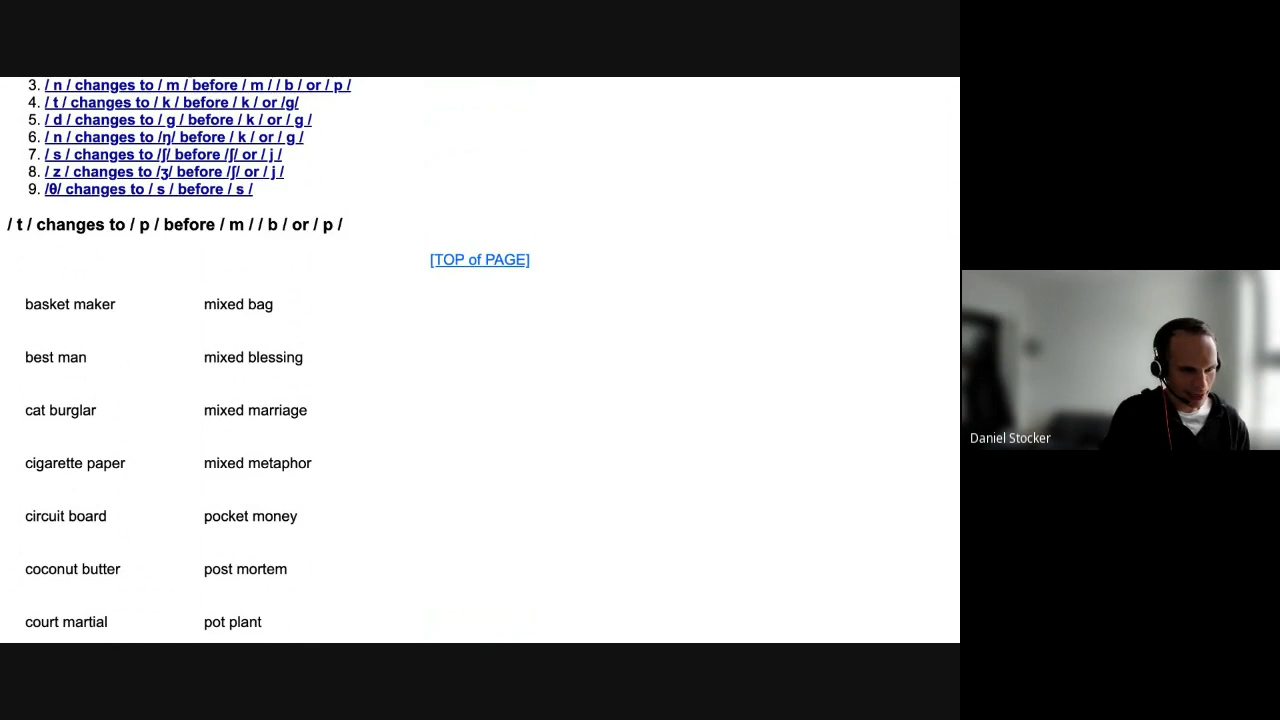 3. / n / changes to / m / before / m / / b / or / p /
4. / t / changes to / k / before / k / or /g/
5. / d / changes to / g / before / k / or / g /
6. / n / changes to /ŋ/ before / k / or / g /
7. / s / changes to /ʃ/ before /ʃ/ or / j /
8. / z / changes to /ʒ/ before /ʃ/ or / j /
9. /θ/ changes to / s / before / s /
/ t / changes to / p / before / m / / b / or / p /
[TOP of PAGE]
basket maker mixed bag
best man mixed blessing
cat burglar mixed marriage
cigarette paper mixed metaphor
circuit board pocket money
coconut butter post mortem
court martial pot plant
Daniel Stocker